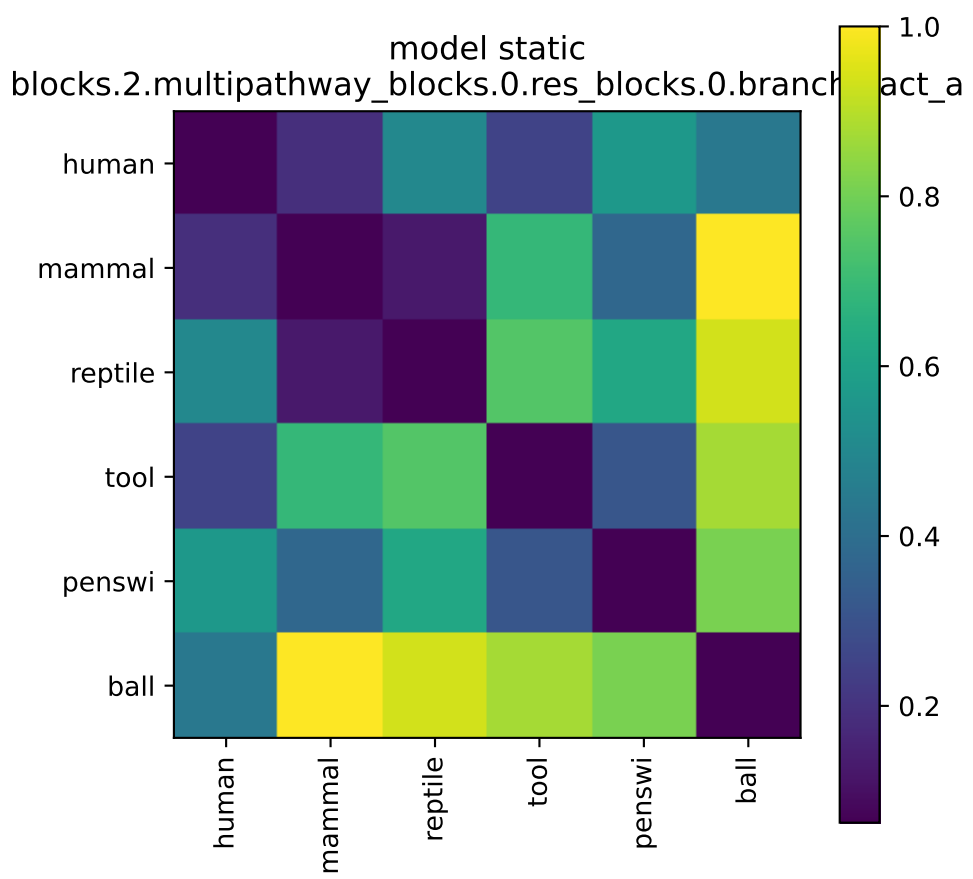 model static
blocks.2.multipathway_blocks.0.res_blocks.0.branch act_a
1.0
human
0.8
mammal
reptile
0.6
tool
0.4
penswi
ball
0.2
human
mammal
reptile
tool
penswi
ball